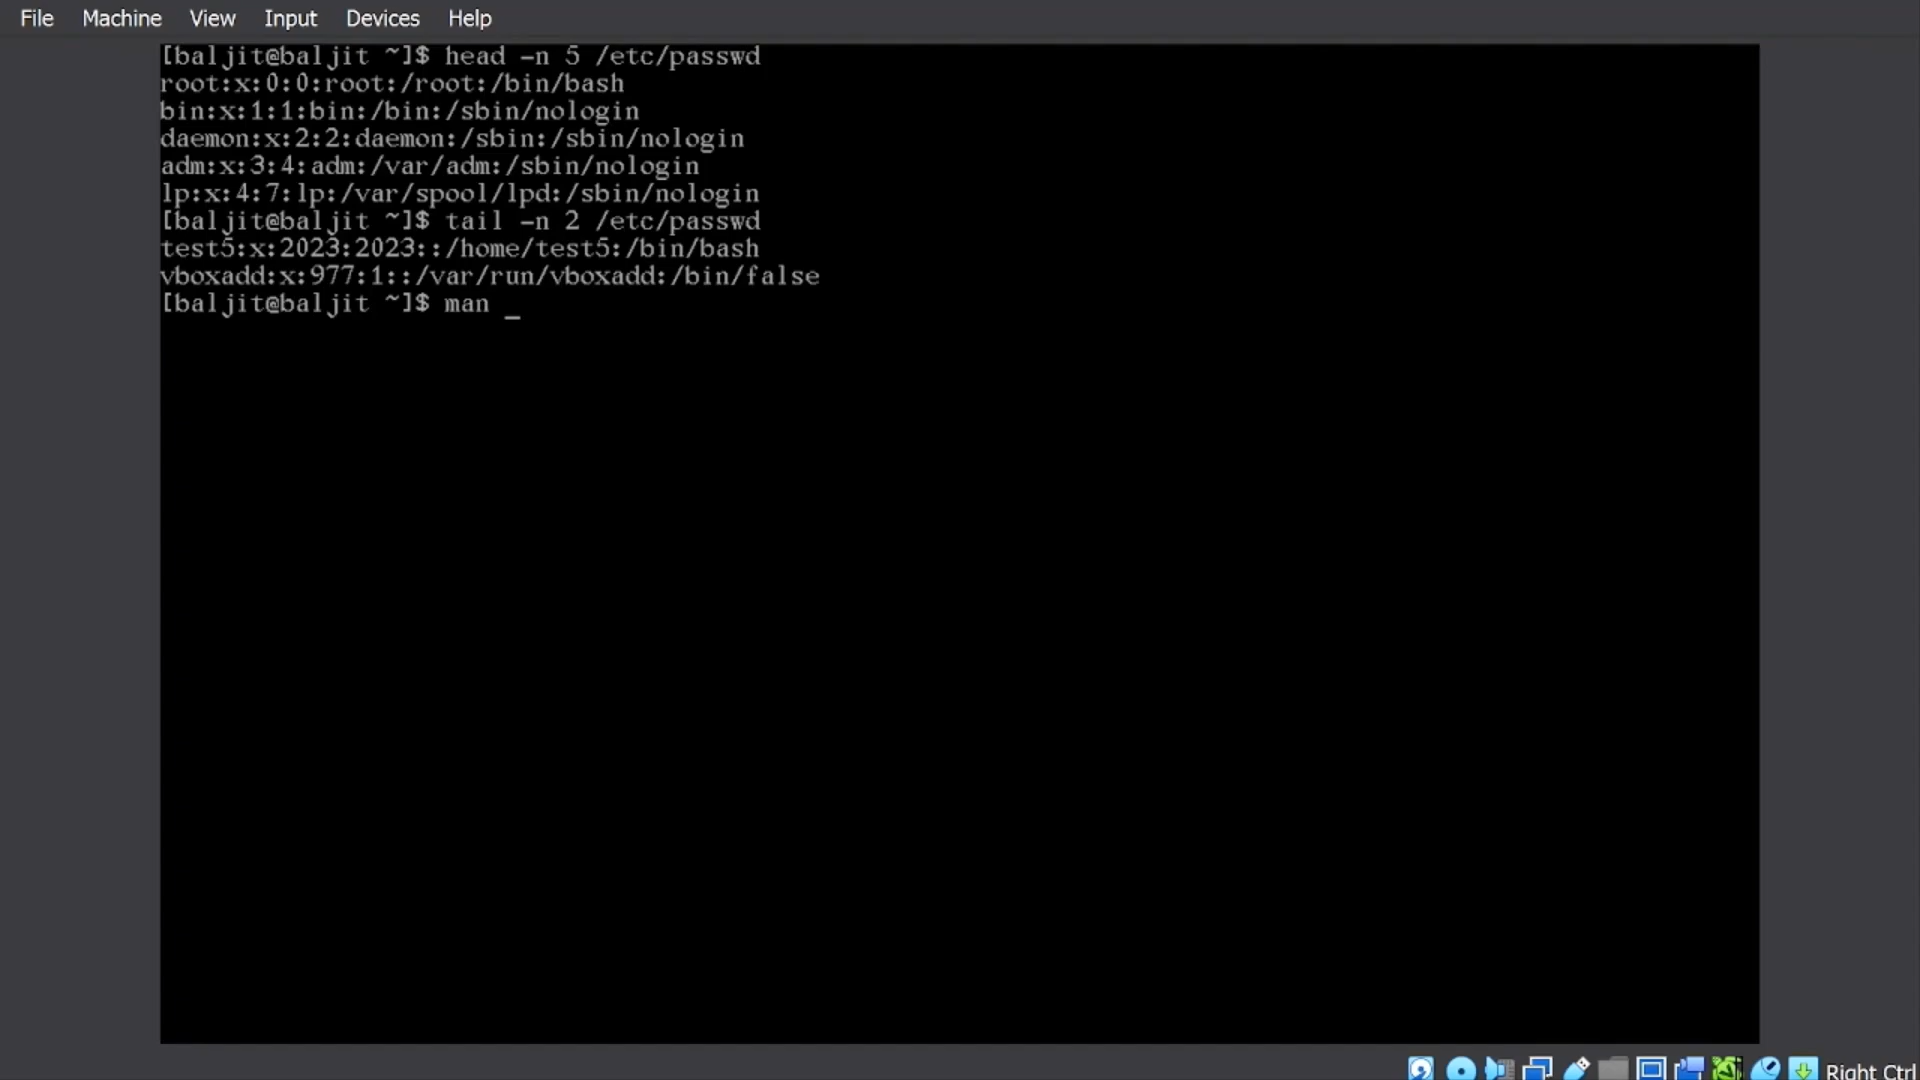 File Machine View Input Devices Help
[baljit@baljit ~]$ head -n 5 /etc/passwd
root:x:0:0:root:/root:/bin/bash
bin:x:1:1:bin:/bin:/sbin/nologin
daemon:x:2:2:daemon:/sbin:/sbin/nologin
adm:x:3:4:adm:/var/adm:/sbin/nologin
lp:x:4:7:lp:/var/spool/lpd:/sbin/nologin
[baljit@baljit ~]$ tail -n 2 /etc/passwd
test5:x:2023:2023::/home/test5:/bin/bash
vboxadd:x:977:1::/var/run/vboxadd:/bin/false
[baljit@baljit ~]$ man _
Right Ctrl